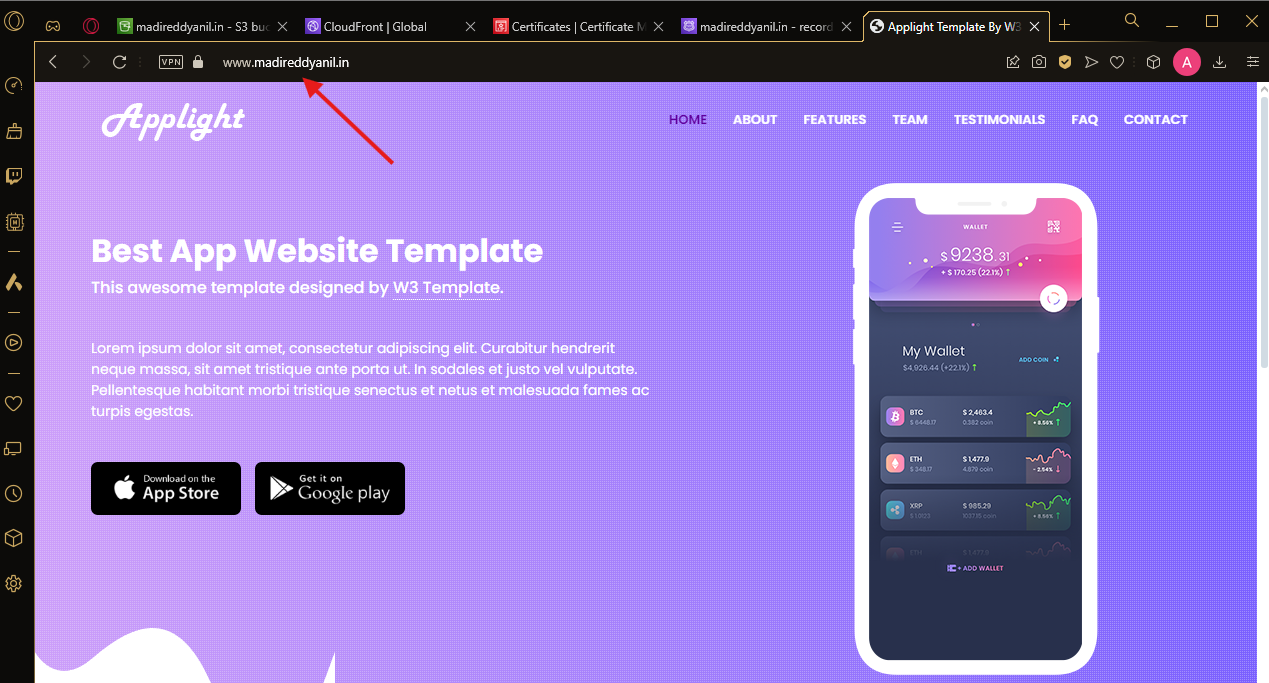 madireddyanil.in - S3 buc
CloudFront | Global
Certificates | Certificate M
madireddyanil.in - record
Applight Template By W3
VPN
www.madireddyanil.in
A
Applight
HOME
ABOUT
FEATURES
TEAM
TESTIMONIALS
FAQ
CONTACT
Best App Website Template
This awesome template designed by W3 Template.
Lorem ipsum dolor sit amet, consectetur adipiscing elit. Curabitur hendrerit
neque massa, sit amet tristique ante porta ut. In sodales et justo vel vulputate.
Pellentesque habitant morbi tristique senectus et netus et malesuada fames ac
turpis egestas.
Download on the
App Store
Get it on
Google play
WALLET
$ 9238.31
+ $ 170.25 (22.1%) ↑
My Wallet
$4,926.44 (+22.1%) ↑
ADD COIN
BTC
$ 6448.17
$ 2,463.4
0.382 coin
+ 8.56% ↑
ETH
$ 348.17
$ 1,477.9
4.879 coin
- 2.54% ↓
XRP
$ 985.29
+ 8.56% ↑
ETH
$ 1,477.9
+ ADD WALLET